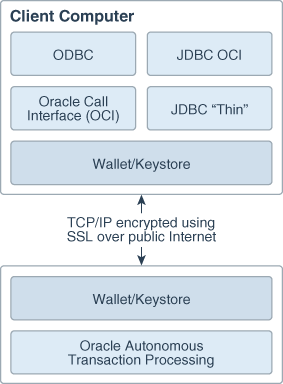 Client Computer
ODBC
JDBC OCI
Oracle Call
Interface (OCI)
JDBC “Thin”
Wallet/Keystore
TCP/IP encrypted using
SSL over public Internet
Wallet/Keystore
Oracle Autonomous
Transaction Processing